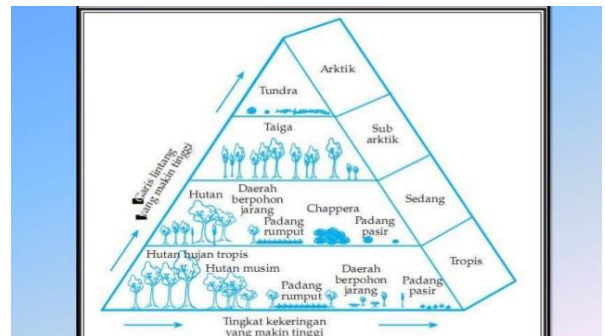 Arktik
Tundra
Taiga
Sub
arktik
Garis lintang
yang makin tinggi
Hutan
Daerah
berpohon
jarang
Padang
rumput
Chappera
Padang
pasir
Sedang
Hutan hujan tropis
Hutan musim
Padang
rumput
Daerah
berpohon
jarang
Padang
pasir
Tropis
Tingkat kekeringan
yang makin tinggi